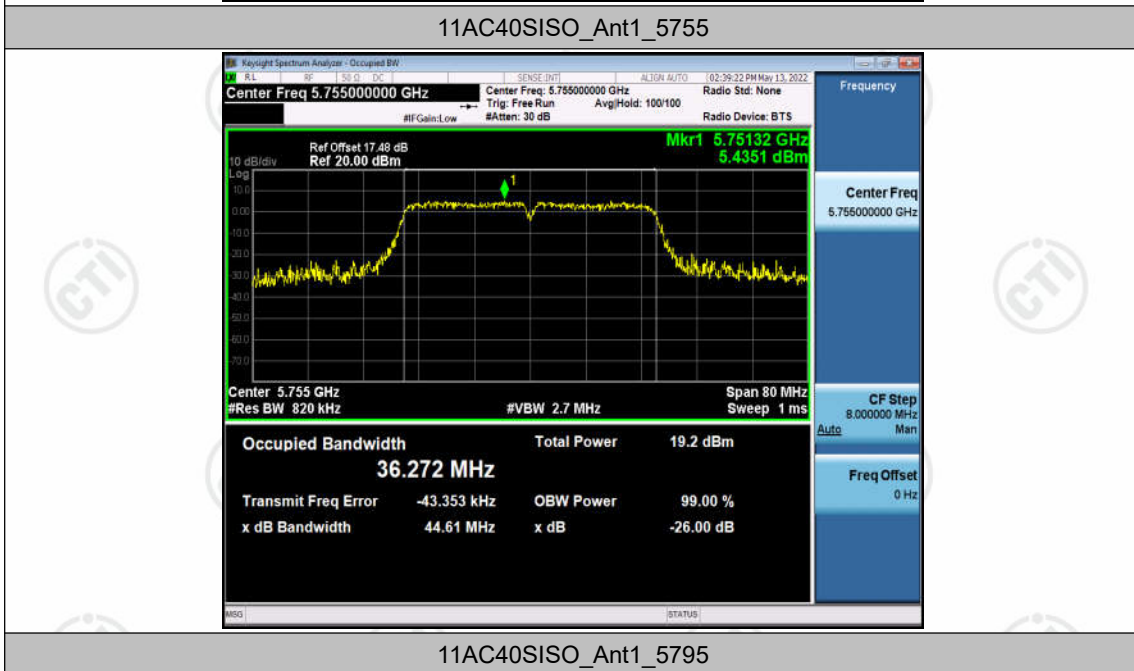 11AC40SISO_Ant1_5755
Keysight Spectrum Analyzer - Occupied BW
RL RF 50 Ω DC SENSE:INT ALIGN AUTO 02:39:22 PM May 13, 2022
Center Freq 5.755000000 GHz
Center Freq: 5.755000000 GHz
Radio Std: None
Trig: Free Run Avg|Hold: 100/100
#IFGain:Low #Atten: 30 dB Radio Device: BTS
Frequency
Mkr1 5.75132 GHz
5.4351 dBm
Ref Offset 17.48 dB
10 dB/div Ref 20.00 dBm
Log
10.0
0.00
-10.0
-20.0
-30.0
-40.0
-50.0
-60.0
-70.0
1
Center Freq
5.755000000 GHz
Center 5.755 GHz Span 80 MHz
#Res BW 820 kHz #VBW 2.7 MHz Sweep 1 ms
CF Step
8.000000 MHz
Auto Man
Occupied Bandwidth Total Power 19.2 dBm
36.272 MHz
Transmit Freq Error -43.353 kHz OBW Power 99.00 %
x dB Bandwidth 44.61 MHz x dB -26.00 dB
Freq Offset
0 Hz
MSG STATUS
CTI
CTI
11AC40SISO_Ant1_5795